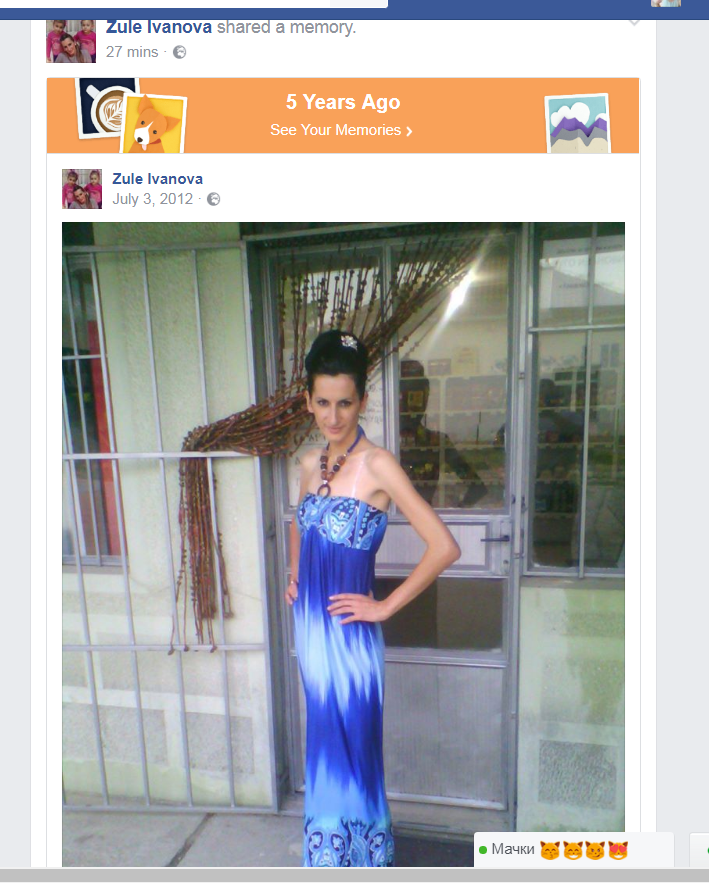 Zule Ivanova shared a memory.
27 mins ·
5 Years Ago
See Your Memories ›
Zule Ivanova
July 3, 2012 ·
Мачки 😽😸😼😻